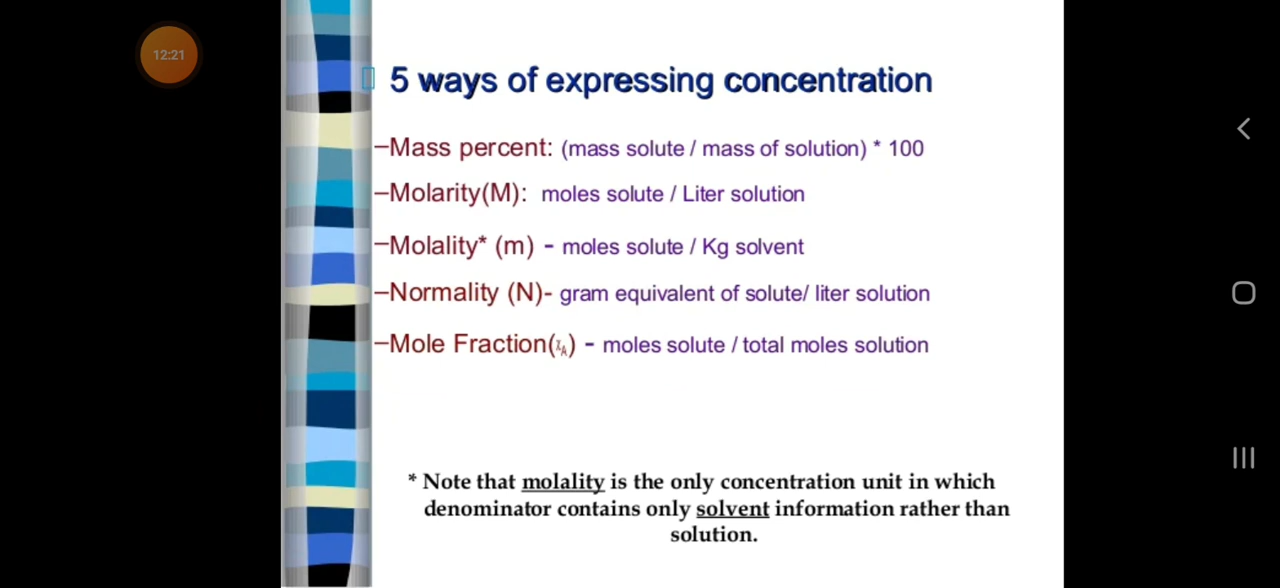 12:21
5 ways of expressing concentration
–Mass percent: (mass solute / mass of solution) * 100
–Molarity(M): moles solute / Liter solution
–Molality* (m) - moles solute / Kg solvent
–Normality (N)- gram equivalent of solute/ liter solution
–Mole Fraction(χA) - moles solute / total moles solution
* Note that molality is the only concentration unit in which
denominator contains only solvent information rather than
solution.